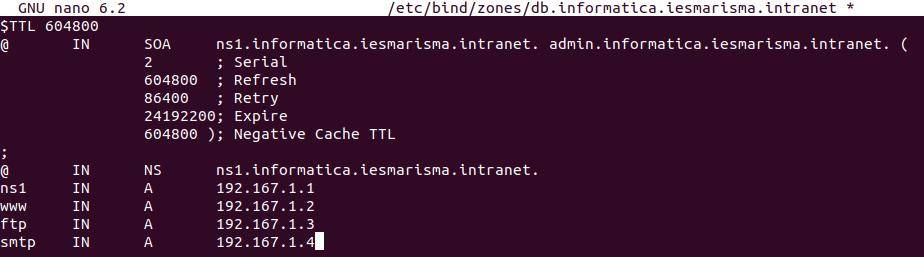 GNU nano 6.2 /etc/bind/zones/db.informatica.iesmarisma.intranet *
$TTL 604800
@ IN SOA ns1.informatica.iesmarisma.intranet. admin.informatica.iesmarisma.intranet. (
2 ; Serial
604800 ; Refresh
86400 ; Retry
24192200; Expire
604800 ); Negative Cache TTL
;
@ IN NS ns1.informatica.iesmarisma.intranet.
ns1 IN A 192.167.1.1
www IN A 192.167.1.2
ftp IN A 192.167.1.3
smtp IN A 192.167.1.4